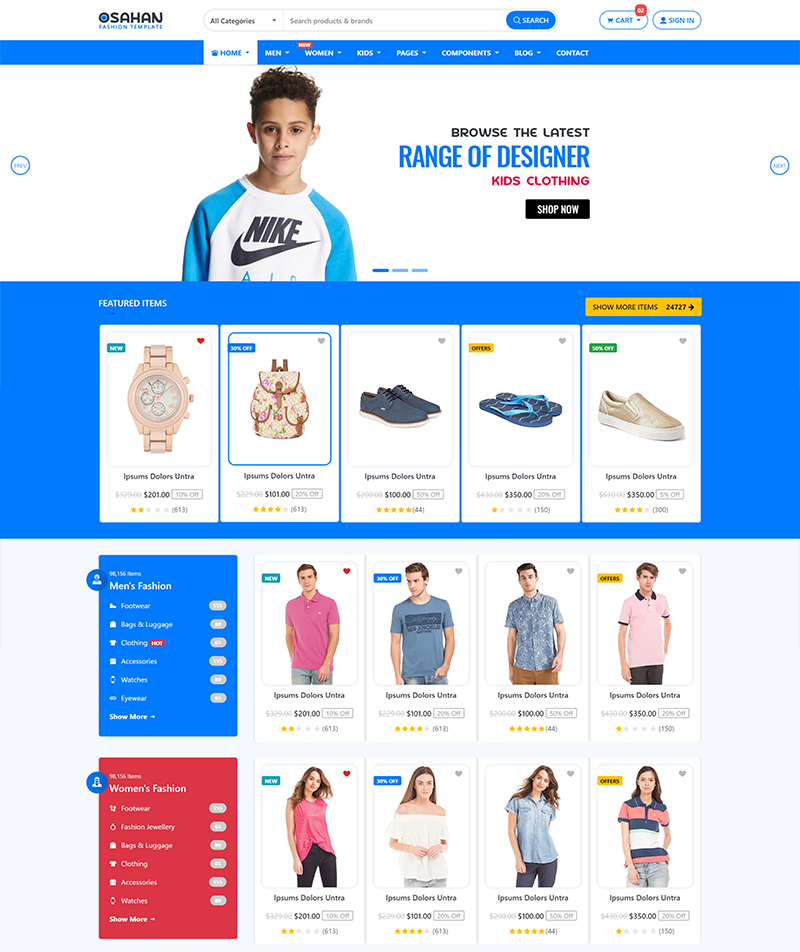 OSAHAN
FASHION TEMPLATE
All Categories
Search products & brands
SEARCH
CART
02
SIGN IN
HOME
MEN
NEW
WOMEN
KIDS
PAGES
COMPONENTS
BLOG
CONTACT
PREV
BROWSE THE LATEST
RANGE OF DESIGNER
KIDS CLOTHING
SHOP NOW
NEXT
NIKE
AIR
FEATURED ITEMS
SHOW MORE ITEMS 24727
NEW
30% OFF
OFFERS
50% OFF
Ipsums Dolors Untra
Ipsums Dolors Untra
Ipsums Dolors Untra
Ipsums Dolors Untra
Ipsums Dolors Untra
$329.00 $201.00 10% Off
$229.00 $101.00 20% Off
$200.00 $100.00 50% Off
$430.00 $350.00 20% Off
$630.00 $350.00 5% Off
(613)
(613)
(44)
(150)
(300)
98,156 Items
Men's Fashion
Footwear 155
Bags & Luggage 80
Clothing HOT 65
Accessories 155
Watches 80
Eyewear 65
Show More
NEW
30% OFF
OFFERS
Ipsums Dolors Untra
Ipsums Dolors Untra
Ipsums Dolors Untra
Ipsums Dolors Untra
$329.00 $201.00 10% Off
$229.00 $101.00 20% Off
$200.00 $100.00 50% Off
$430.00 $350.00 20% Off
(613)
(613)
(44)
(150)
98,156 Items
Women's Fashion
Footwear 155
Fashion Jewellery 65
Bags & Luggage 80
Clothing 65
Accessories 155
Watches 80
Show More
NEW
30% OFF
OFFERS
Ipsums Dolors Untra
Ipsums Dolors Untra
Ipsums Dolors Untra
Ipsums Dolors Untra
$329.00 $201.00 10% Off
$229.00 $101.00 20% Off
$200.00 $100.00 50% Off
$430.00 $350.00 20% Off
(613)
(613)
(44)
(150)